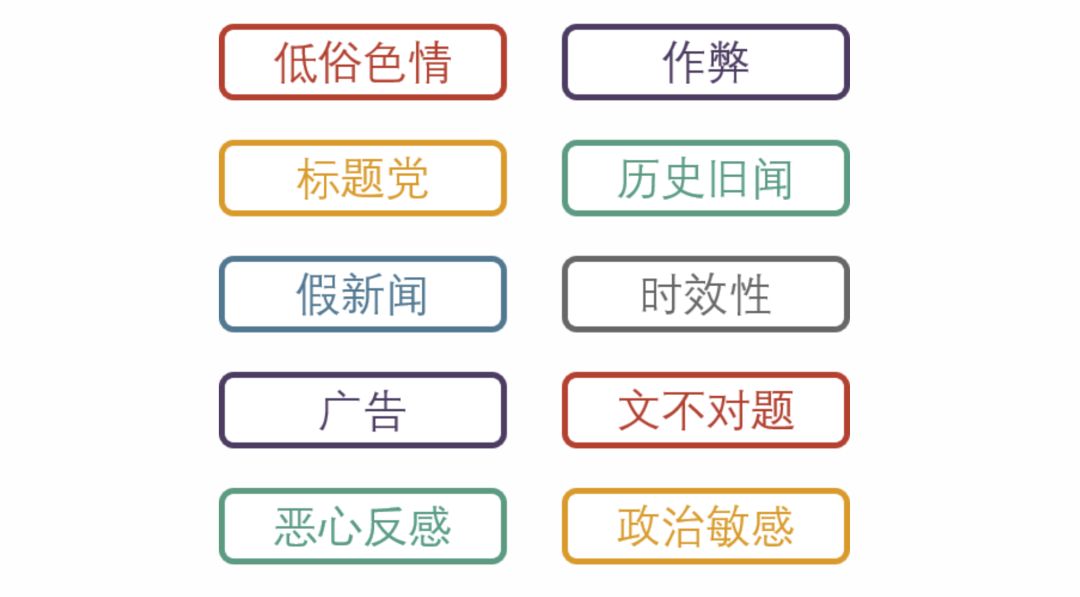 低俗色情
作弊
标题党
历史旧闻
假新闻
时效性
广告
文不对题
恶心反感
政治敏感